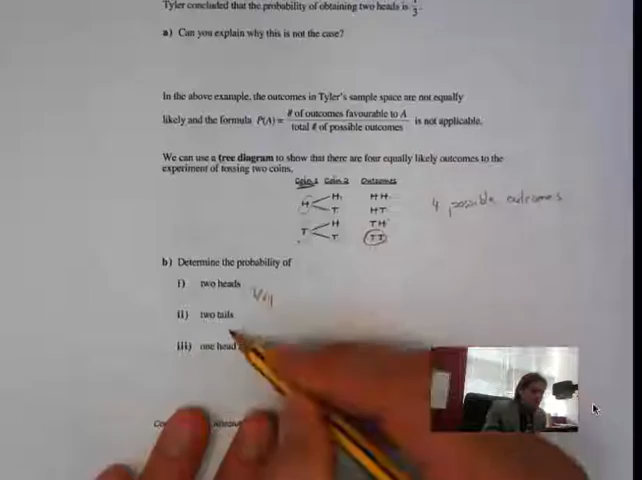 Tyler concluded that the probability of obtaining two heads is 1/3.
a) Can you explain why this is not the case?
In the above example, the outcomes in Tyler's sample space are not equally
likely and the formula P(A) = # of outcomes favourable to A / total # of possible outcomes is not applicable.
We can use a tree diagram to show that there are four equally likely outcomes to the
experiment of tossing two coins.
Coin 1 Coin 2 Outcomes
H H HH
T HT
4 possible outcomes
T H TH
T TT
b) Determine the probability of
i) two heads
1/4
ii) two tails
iii) one head